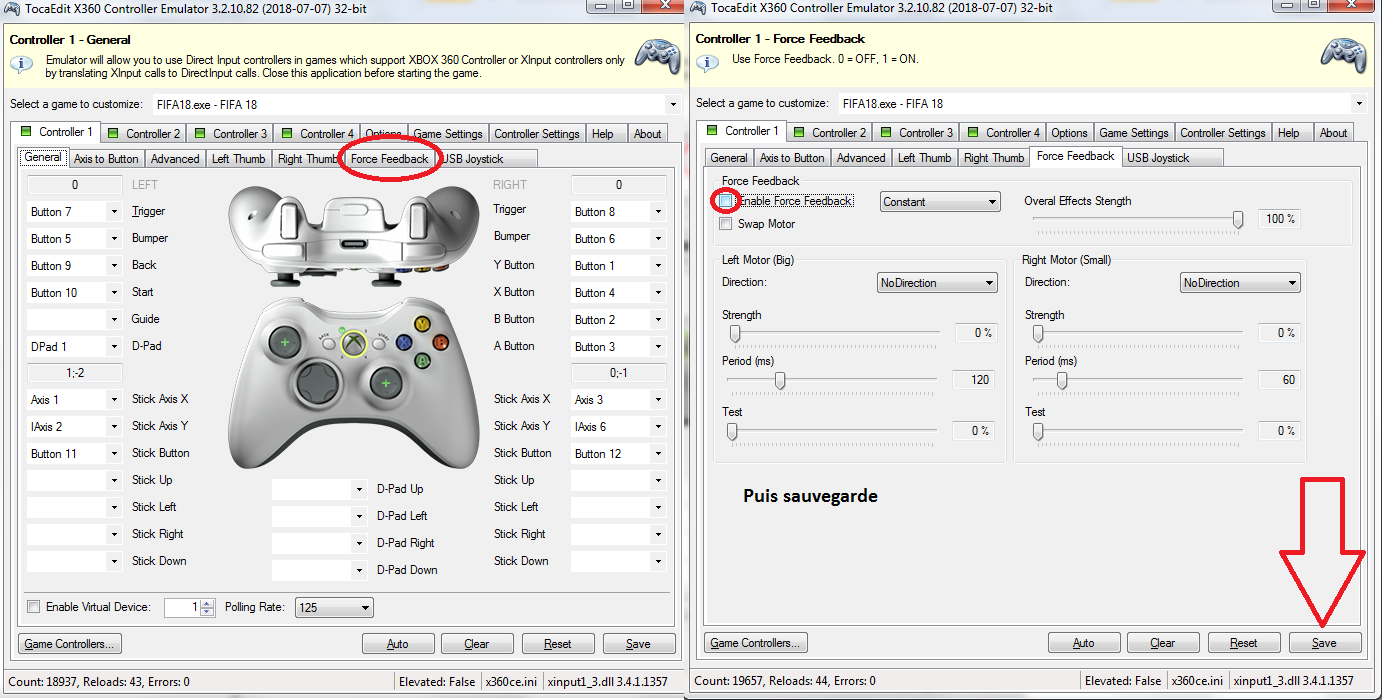 TocaEdit X360 Controller Emulator 3.2.10.82 (2018-07-07) 32-bit
Controller 1 - General
Emulator will allow you to use Direct Input controllers in games which support XBOX 360 Controller or XInput controllers only
by translating XInput calls to DirectInput calls. Close this application before starting the game.
Select a game to customize: FIFA18.exe - FIFA 18
Controller 1 Controller 2 Controller 3 Controller 4 Options Game Settings Controller Settings Help About
General Axis to Button Advanced Left Thumb Right Thumb Force Feedback USB Joystick
0 LEFT RIGHT 0
Button 7 Trigger Trigger Button 8
Button 5 Bumper Bumper Button 6
Button 9 Back Y Button Button 1
Button 10 Start X Button Button 4
Guide B Button Button 2
DPad 1 D-Pad A Button Button 3
1;-2 0;-1
Axis 1 Stick Axis X Stick Axis X Axis 3
IAxis 2 Stick Axis Y Stick Axis Y IAxis 6
Button 11 Stick Button Stick Button Button 12
Stick Up Stick Up
D-Pad Up
Stick Left Stick Left
D-Pad Left
Stick Right Stick Right
D-Pad Right
Stick Down Stick Down
D-Pad Down
Enable Virtual Device: 1 Polling Rate: 125
Game Controllers... Auto Clear Reset Save
Count: 18937, Reloads: 43, Errors: 0 Elevated: False x360ce.ini xinput1_3.dll 3.4.1.1357
TocaEdit X360 Controller Emulator 3.2.10.82 (2018-07-07) 32-bit
Controller 1 - Force Feedback
Use Force Feedback. 0 = OFF, 1 = ON.
Select a game to customize: FIFA18.exe - FIFA 18
Controller 1 Controller 2 Controller 3 Controller 4 Options Game Settings Controller Settings Help About
General Axis to Button Advanced Left Thumb Right Thumb Force Feedback USB Joystick
Force Feedback
Enable Force Feedback Constant Overal Effects Stength
Swap Motor 100 %
Left Motor (Big) Right Motor (Small)
Direction: NoDirection Direction: NoDirection
Strength Strength
0 % 0 %
Period (ms) Period (ms)
120 60
Test Test
0 % 0 %
Puis sauvegarde
Game Controllers... Auto Clear Reset Save
Count: 19657, Reloads: 44, Errors: 0 Elevated: False x360ce.ini xinput1_3.dll 3.4.1.1357